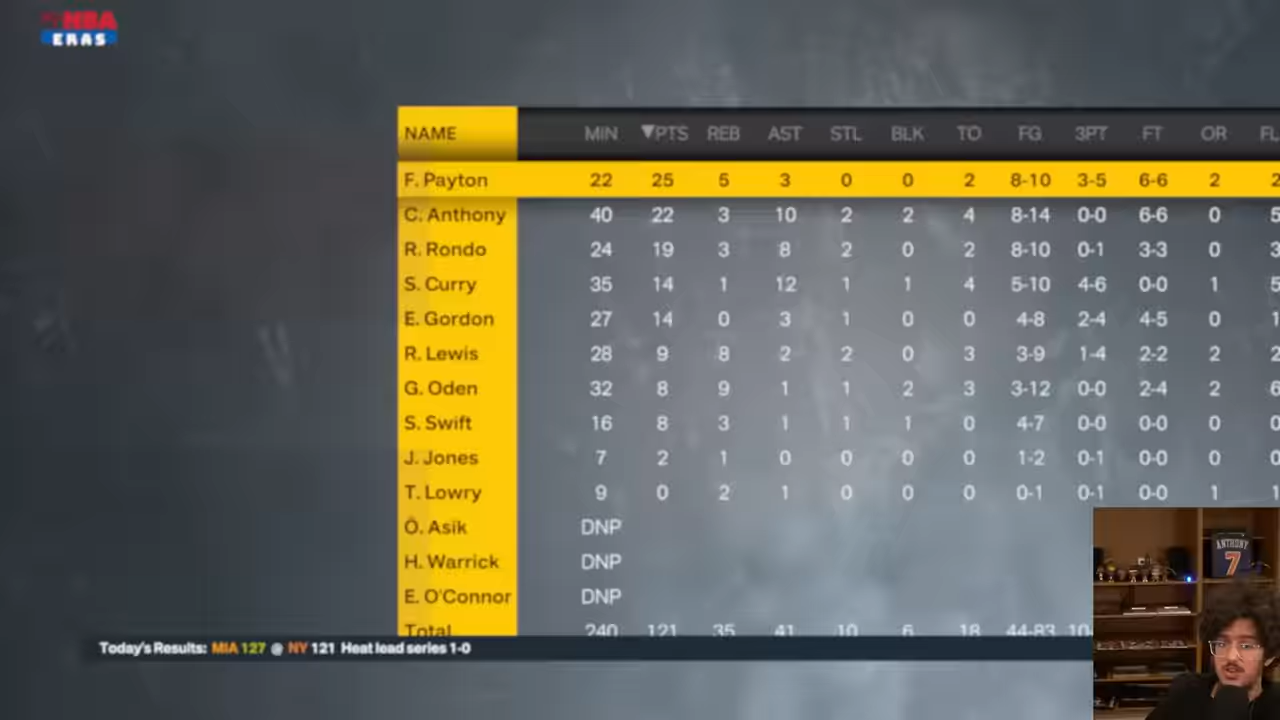 NBA
ERAS
NAME MIN ▼PTS REB AST STL BLK TO FG 3PT FT OR
F. Payton 22 25 5 3 0 0 2 8-10 3-5 6-6 2 2
C. Anthony 40 22 3 10 2 2 4 8-14 0-0 6-6 0 5
R. Rondo 24 19 3 8 2 0 2 8-10 0-1 3-3 0 3
S. Curry 35 14 1 12 1 1 4 5-10 4-6 0-0 1 5
E. Gordon 27 14 0 3 1 0 0 4-8 2-4 4-5 0 1
R. Lewis 28 9 8 2 2 0 3 3-9 1-4 2-2 2 2
G. Oden 32 8 9 1 1 2 3 3-12 0-0 2-4 2 6
S. Swift 16 8 3 1 1 1 0 4-7 0-0 0-0 0 0
J. Jones 7 2 1 0 0 0 0 1-2 0-1 0-0 0 0
T. Lowry 9 0 2 1 0 0 0 0-1 0-1 0-0 1 1
Ö. Asik DNP
H. Warrick DNP
E. O'Connor DNP
Total 240 121 35 41 10 6 18 44-83
Today's Results: MIA 127 @ NY 121 Heat lead series 1-0
ANTHONY
7